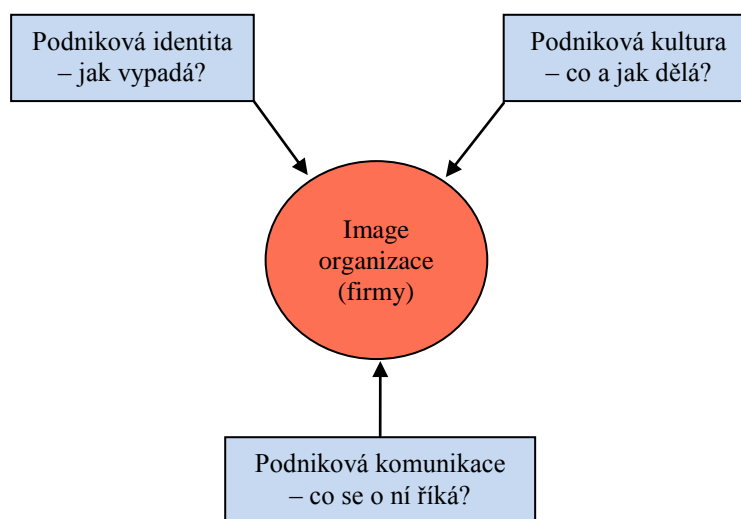 Podniková identita
– jak vypadá?
Podniková kultura
– co a jak dělá?
Image
organizace
(firmy)
Podniková komunikace
– co se o ní říká?